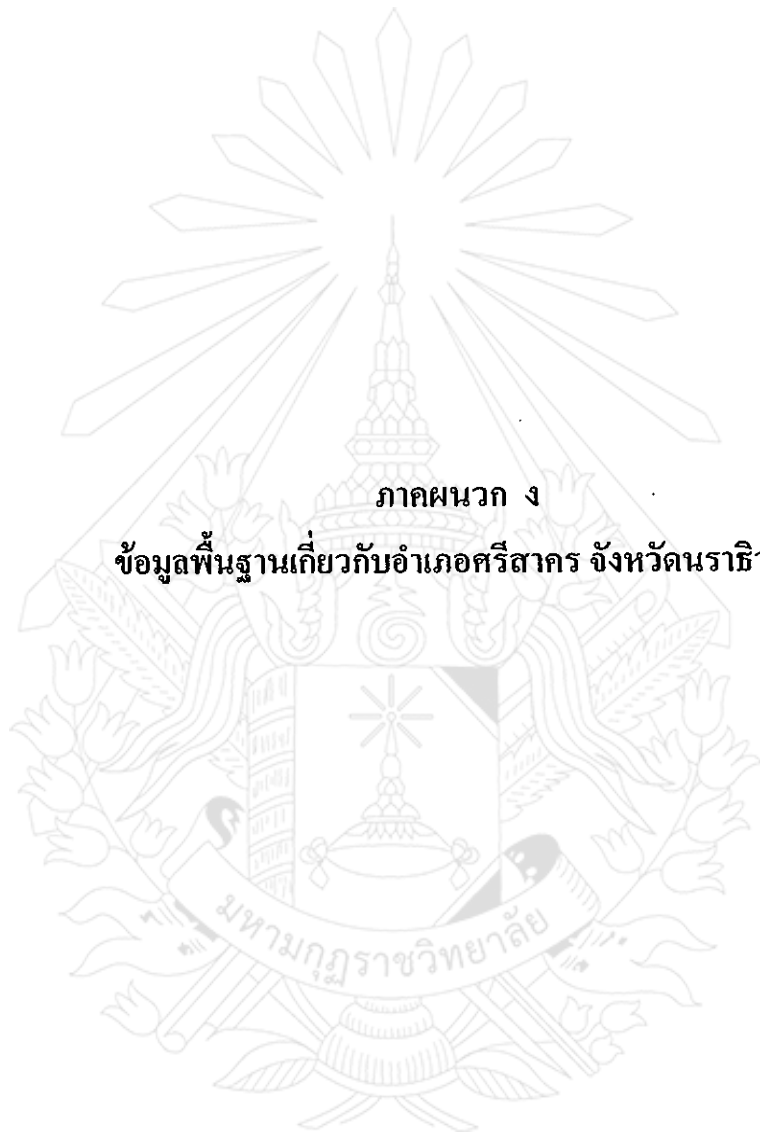 ภาคผนวก ง
ข้อมูลพื้นฐานเกี่ยวกับอำเภอศรีสาคร จังหวัดนราธิ
มหามกุฏราชวิทยาลัย